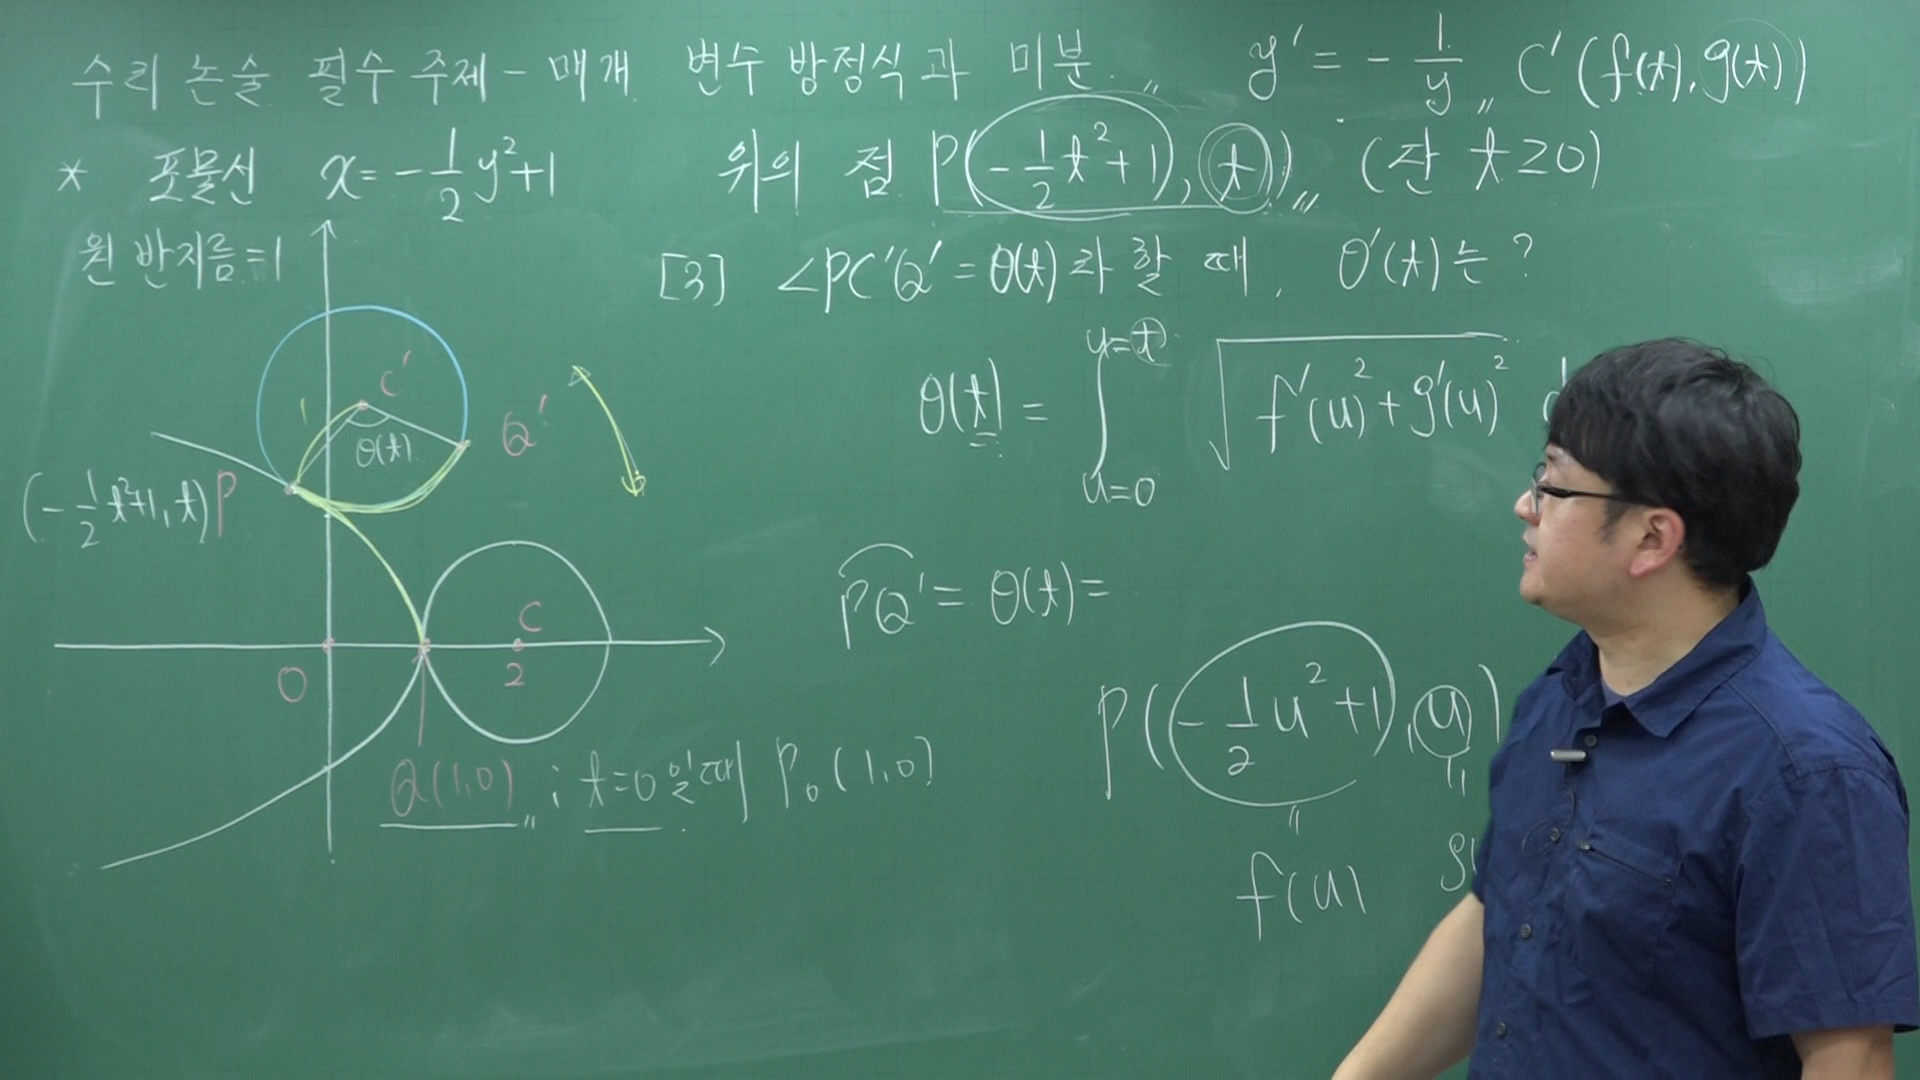 수리 논술 필수 주제 - 매개 변수 방정식과 미분 〃 y' = - 1/y 〃 C'(f(t), g(t))
* 포물선 x = -1/2 y² + 1 위의 점 P(-1/2 t² + 1, t) 〃 (단 t ≥ 0)
원 반지름 = 1
[3] ∠PC'Q' = θ(t)라 할 때, θ'(t)는?
θ(t) = ∫_{u=0}^{u=t} √(f'(u)² + g'(u)²)
C'
1
θ(t)
Q'
(-1/2 t² + 1, t) P
PQ' = θ(t) =
C
O
2
P(-1/2 u² + 1, u)
Q(1,0) 〃 ; t=0일 때 P₀(1,0)
f(u)